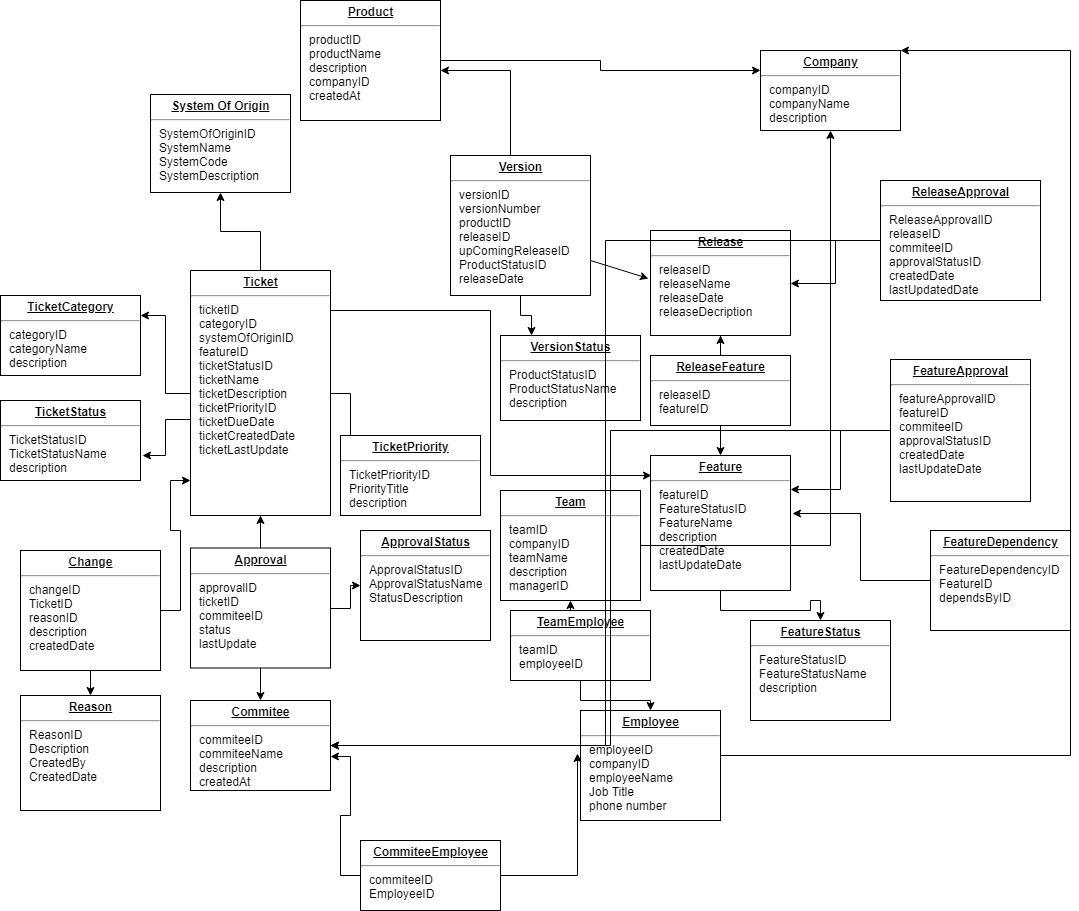 Product
productID
productName
description
companyID
createdAt
Company
companyID
companyName
description
System Of Origin
SystemOfOriginID
SystemName
SystemCode
SystemDescription
Version
versionID
versionNumber
productID
releaseID
upComingReleaseID
ProductStatusID
releaseDate
ReleaseApproval
ReleaseApprovalID
releaseID
commiteeID
approvalStatusID
createdDate
lastUpdatedDate
Release
releaseID
releaseName
releaseDate
releaseDecription
Ticket
ticketID
categoryID
systemOfOriginID
featureID
ticketStatusID
ticketName
ticketDescription
ticketPriorityID
ticketDueDate
ticketCreatedDate
ticketLastUpdate
TicketCategory
categoryID
categoryName
description
VersionStatus
ProductStatusID
ProductStatusName
description
ReleaseFeature
releaseID
featureID
FeatureApproval
featureApprovalID
featureID
commiteeID
approvalStatusID
createdDate
lastUpdateDate
TicketStatus
TicketStatusID
TicketStatusName
description
TicketPriority
TicketPriorityID
PriorityTitle
description
Feature
featureID
FeatureStatusID
FeatureName
description
createdDate
lastUpdateDate
Team
teamID
companyID
teamName
description
managerID
ApprovalStatus
ApprovalStatusID
ApprovalStatusName
StatusDescription
FeatureDependency
FeatureDependencyID
FeatureID
dependsByID
Change
changeID
TicketID
reasonID
description
createdDate
Approval
approvalID
ticketID
commiteeID
status
lastUpdate
TeamEmployee
teamID
employeeID
FeatureStatus
FeatureStatusID
FeatureStatusName
description
Reason
ReasonID
Description
CreatedBy
CreatedDate
Commitee
commiteeID
commiteeName
description
createdAt
Employee
employeeID
companyID
employeeName
Job Title
phone number
CommiteeEmployee
commiteeID
EmployeeID